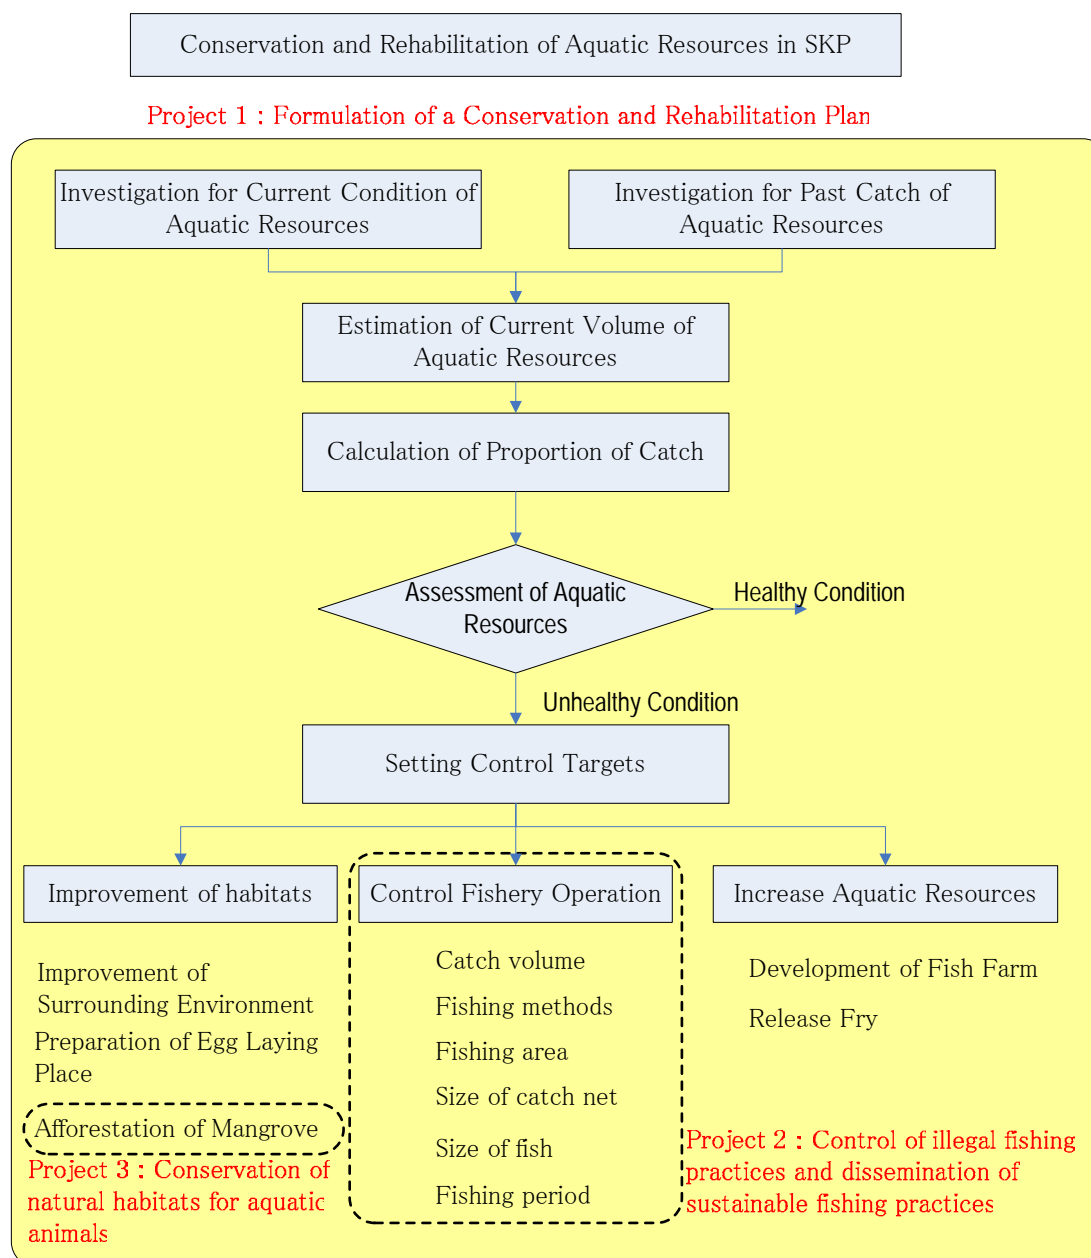 Conservation and Rehabilitation of Aquatic Resources in SKP
Project 1 : Formulation of a Conservation and Rehabilitation Plan
Investigation for Current Condition of
Aquatic Resources
Investigation for Past Catch of
Aquatic Resources
Estimation of Current Volume of
Aquatic Resources
Calculation of Proportion of Catch
Assessment of Aquatic
Resources
Healthy Condition
Unhealthy Condition
Setting Control Targets
Improvement of habitats
Improvement of
Surrounding Environment
Preparation of Egg Laying
Place
Afforestation of Mangrove
Project 3 : Conservation of
natural habitats for aquatic
animals
Control Fishery Operation
Catch volume
Fishing methods
Fishing area
Size of catch net
Size of fish
Fishing period
Increase Aquatic Resources
Development of Fish Farm
Release Fry
Project 2 : Control of illegal fishing
practices and dissemination of
sustainable fishing practices